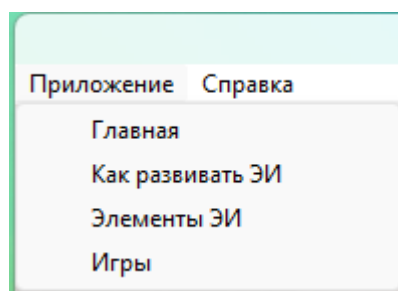 Приложение Справка
Главная
Как развивать ЭИ
Элементы ЭИ
Игры